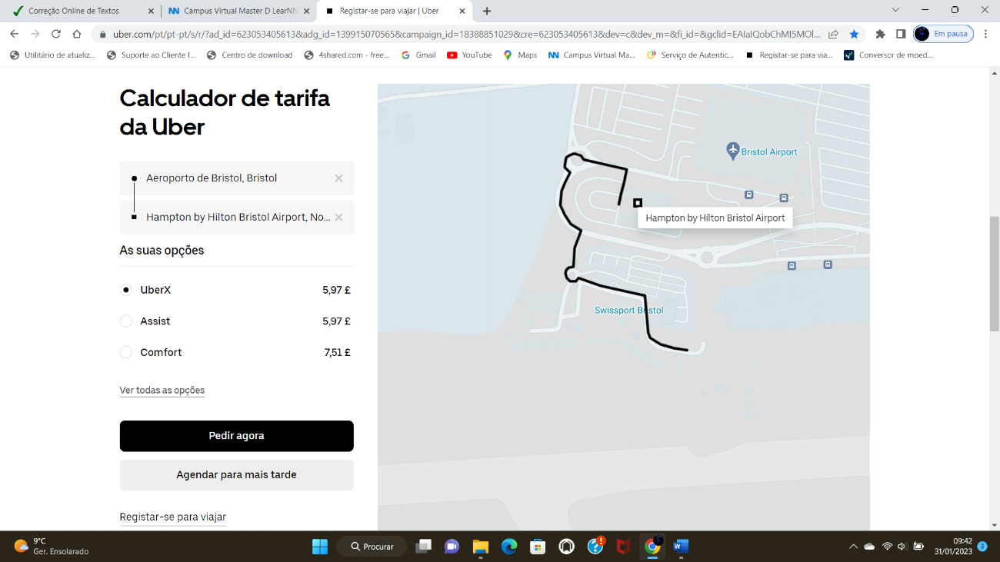 Correção Online de Textos
Campus Virtual Master D LearNN
Registar-se para viajar | Uber
uber.com/pt/pt-pt/s/r/?ad_id=623053405613&adg_id=139915070565&campaign_id=18388851029&cre=623053405613&dev=c&dev_m=&fi_id=&gclid=EAIaIQobChMI5MOl...
Em pausa
Utilitário de atualiz...
Suporte ao Cliente I...
Centro de download
4shared.com - free...
Gmail
YouTube
Maps
Campus Virtual Ma...
Serviço de Autentic...
Registar-se para via...
Conversor de moed...
Calculador de tarifa
da Uber
Aeroporto de Bristol, Bristol
Hampton by Hilton Bristol Airport, No...
As suas opções
UberX 5,97 £
Assist 5,97 £
Comfort 7,51 £
Ver todas as opções
Pedir agora
Agendar para mais tarde
Registar-se para viajar
Bristol Airport
Hampton by Hilton Bristol Airport
Swissport Bristol
9°C
Ger. Ensolarado
Procurar
09:42
31/01/2023
3